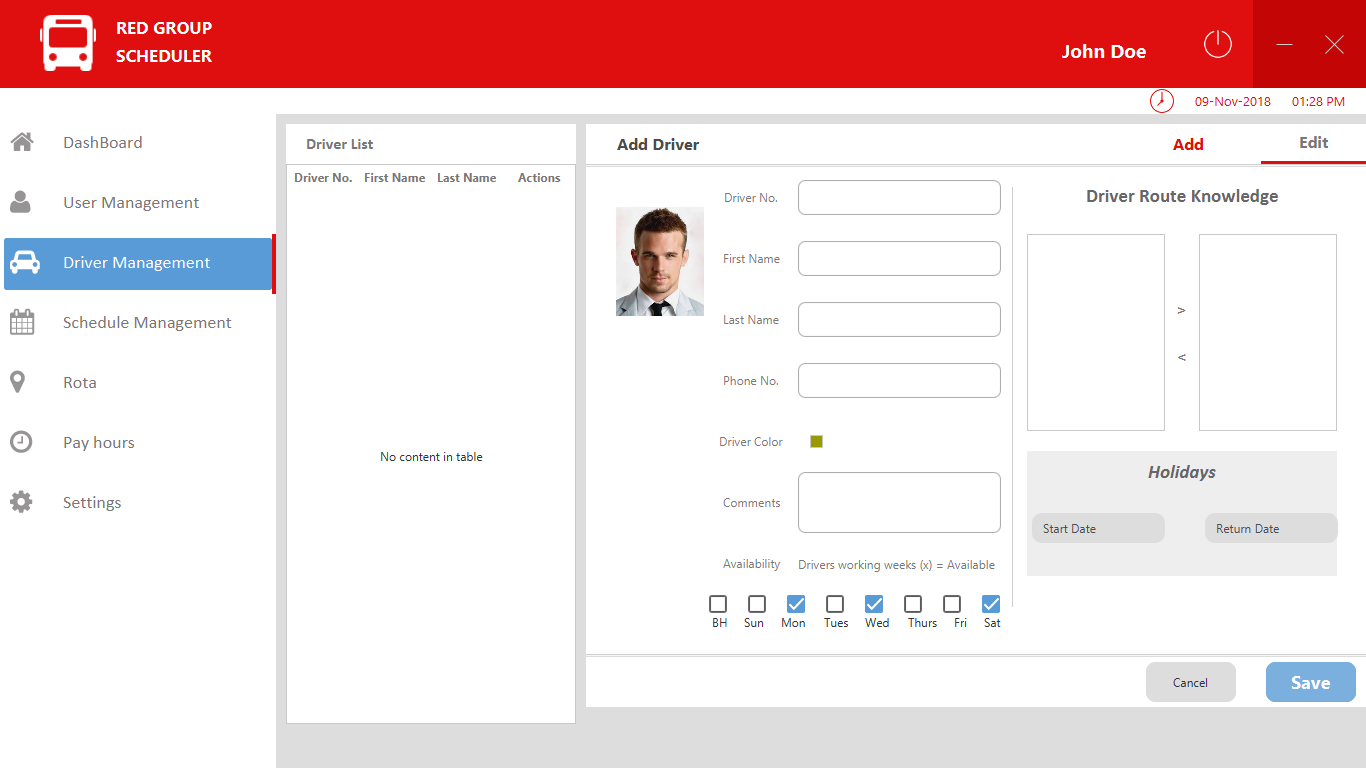 RED GROUP
SCHEDULER
John Doe
09-Nov-2018 01:28 PM
DashBoard
User Management
Driver Management
Schedule Management
Rota
Pay hours
Settings
Driver List
Driver No. First Name Last Name Actions
No content in table
Add Driver
Add
Edit
Driver No.
First Name
Last Name
Phone No.
Driver Color
Comments
Availability Drivers working weeks (x) = Available
BH Sun Mon Tues Wed Thurs Fri Sat
Driver Route Knowledge
>
<
Holidays
Start Date
Return Date
Cancel
Save